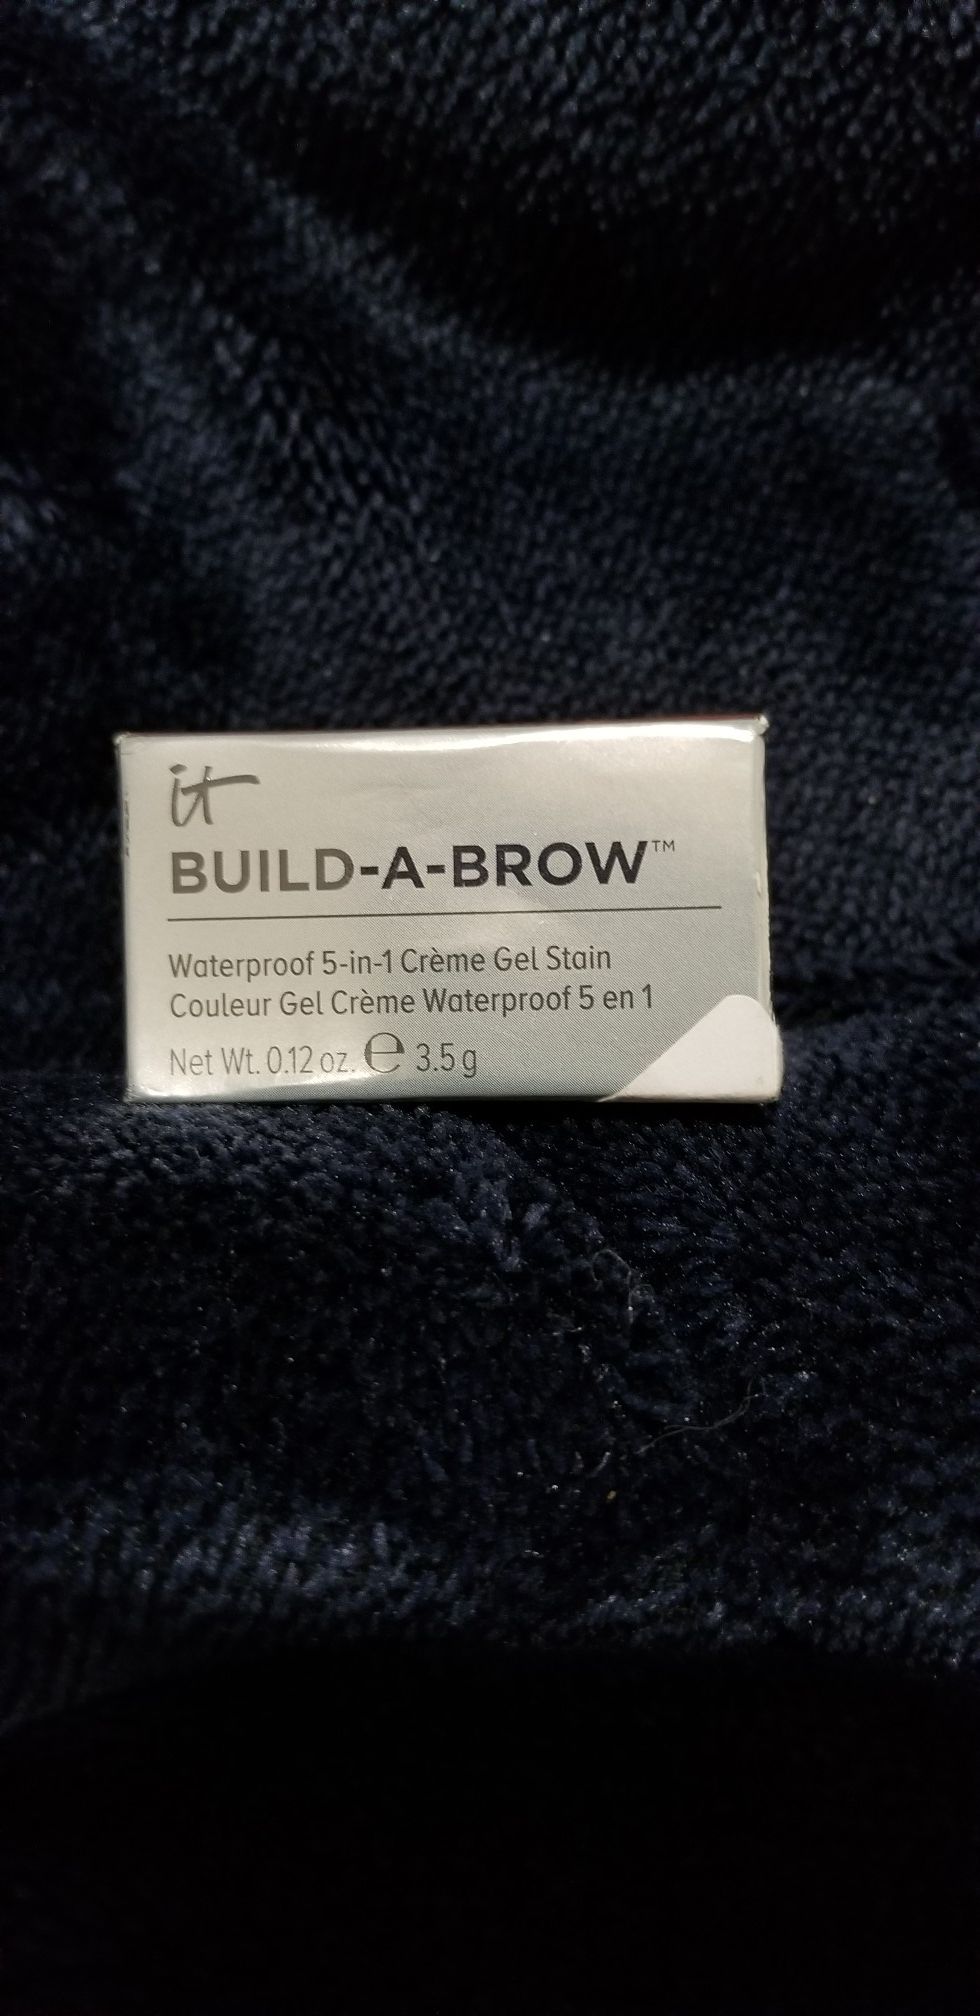 it
BUILD-A-BROW™
Waterproof 5-in-1 Crème Gel Stain
Couleur Gel Crème Waterproof 5 en 1
Net Wt. 0.12 oz. ℮ 3.5 g